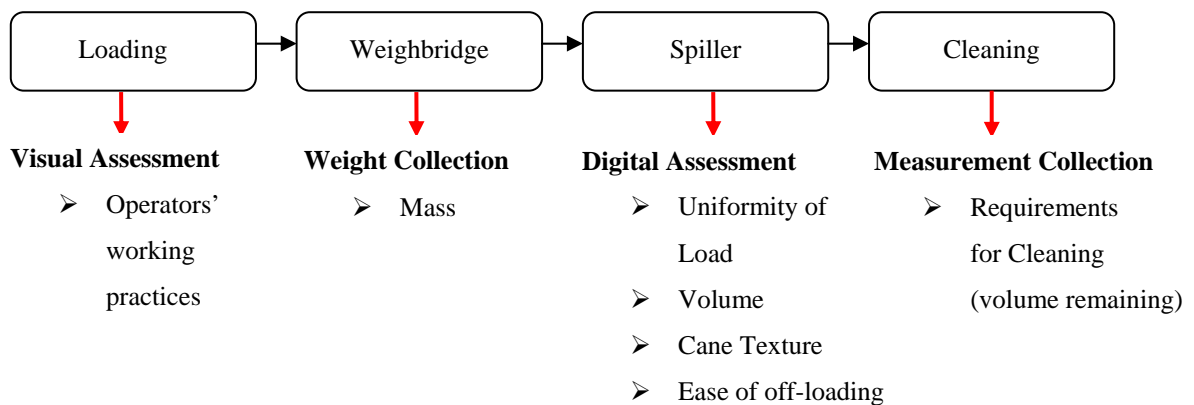 Loading
Weighbridge
Spiller
Cleaning
Visual Assessment
➢ Operators’
working
practices
Weight Collection
➢ Mass
Digital Assessment
➢ Uniformity of
Load
➢ Volume
➢ Cane Texture
➢ Ease of off-loading
Measurement Collection
➢ Requirements
for Cleaning
(volume remaining)